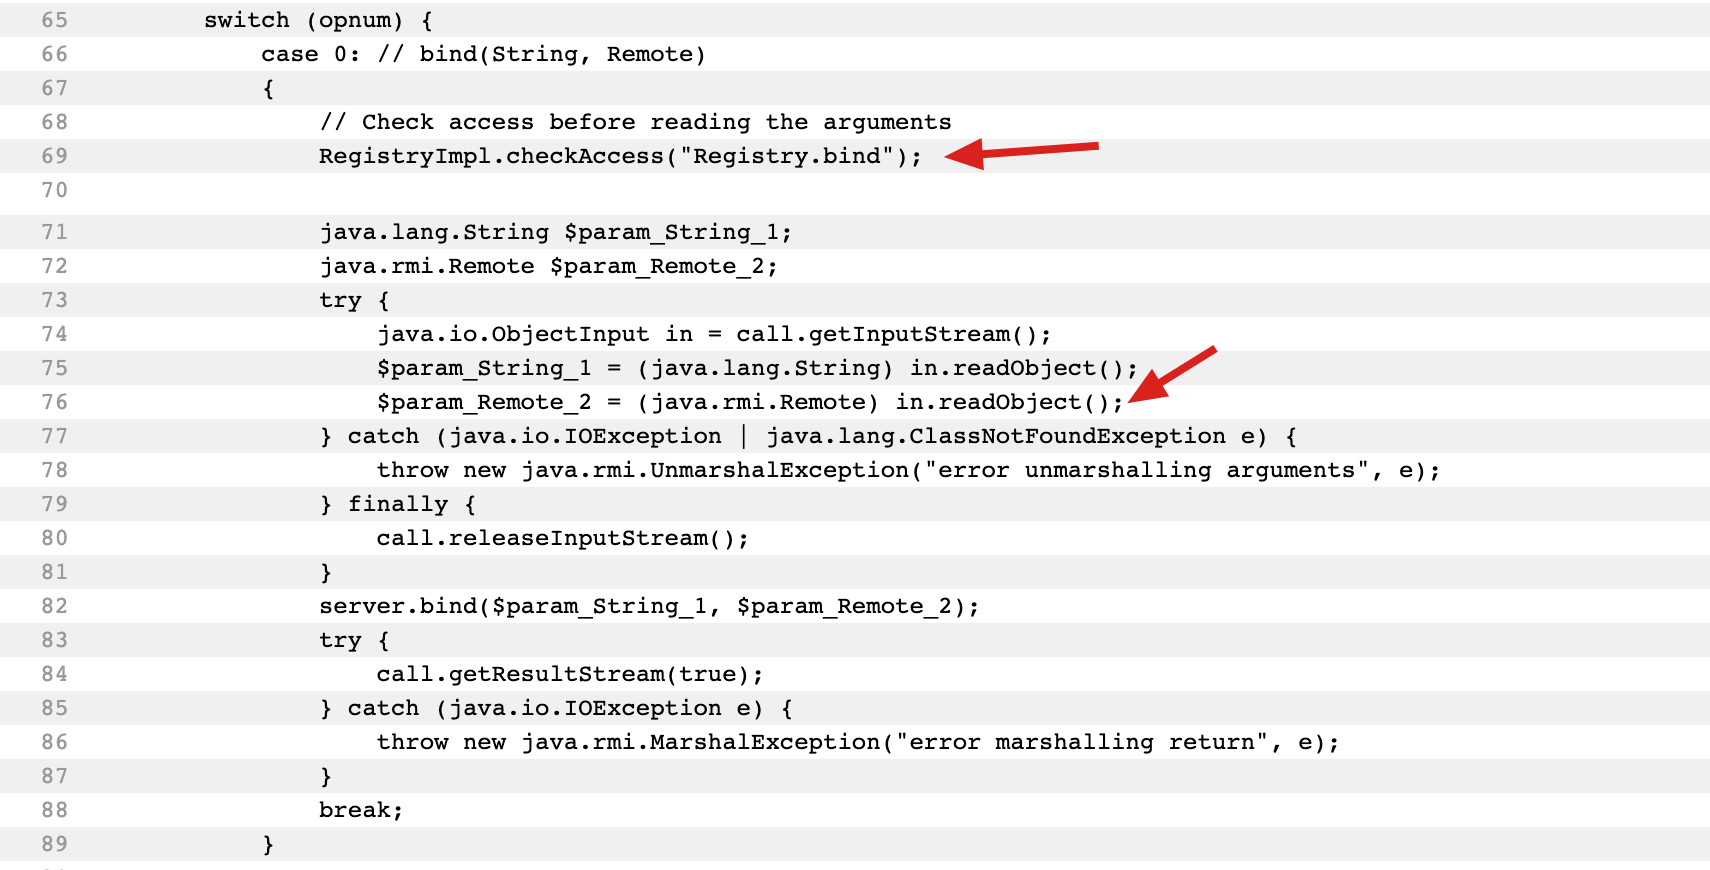 65 switch (opnum) {
66 case 0: // bind(String, Remote)
67 {
68 // Check access before reading the arguments
69 RegistryImpl.checkAccess("Registry.bind");
70
71 java.lang.String $param_String_1;
72 java.rmi.Remote $param_Remote_2;
73 try {
74 java.io.ObjectInput in = call.getInputStream();
75 $param_String_1 = (java.lang.String) in.readObject();
76 $param_Remote_2 = (java.rmi.Remote) in.readObject();
77 } catch (java.io.IOException | java.lang.ClassNotFoundException e) {
78 throw new java.rmi.UnmarshalException("error unmarshalling arguments", e);
79 } finally {
80 call.releaseInputStream();
81 }
82 server.bind($param_String_1, $param_Remote_2);
83 try {
84 call.getResultStream(true);
85 } catch (java.io.IOException e) {
86 throw new java.rmi.MarshalException("error marshalling return", e);
87 }
88 break;
89 }